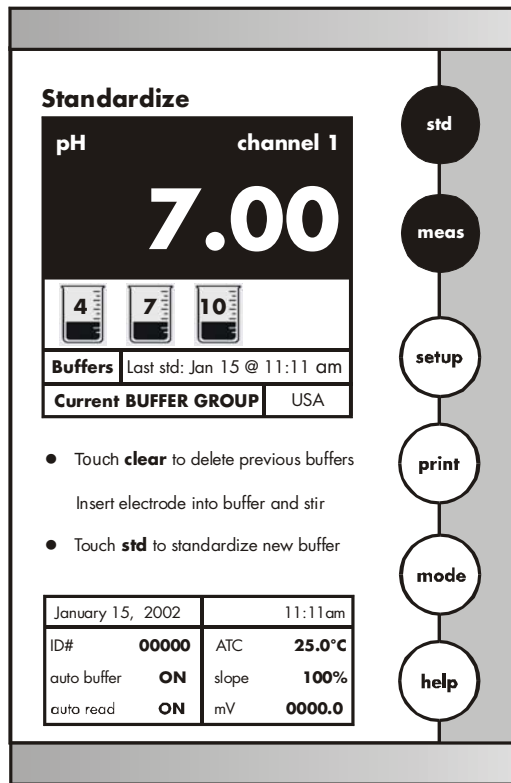 Standardize
pH channel 1
7.00
4 7 10
Buffers Last std: Jan 15 @ 11:11 am
Current BUFFER GROUP USA
● Touch clear to delete previous buffers
Insert electrode into buffer and stir
● Touch std to standardize new buffer
January 15, 2002 11:11am
ID# 00000 ATC 25.0°C
auto buffer ON slope 100%
auto read ON mV 0000.0
std
meas
setup
print
mode
help